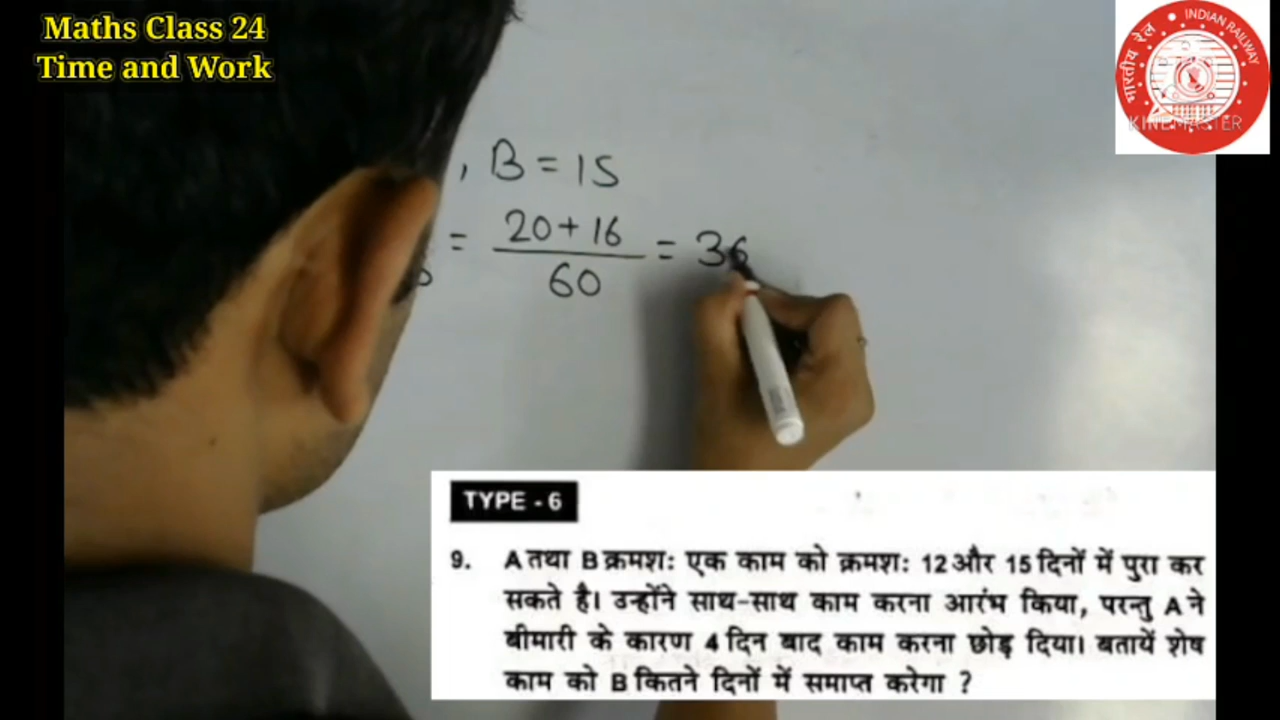 Maths Class 24
Time and Work
भारतीय रेल
INDIAN RAILWAY
KINEMASTER
, B = 15
= 20 + 16 = 36
60
TYPE - 6
9. A तथा B क्रमश: एक काम को क्रमश: 12 और 15 दिनों में पुरा कर
सकते है। उन्होंने साथ-साथ काम करना आरंभ किया, परन्तु A ने
बीमारी के कारण 4 दिन बाद काम करना छोड़ दिया। बतायें शेष
काम को B कितने दिनों में समाप्त करेगा ?